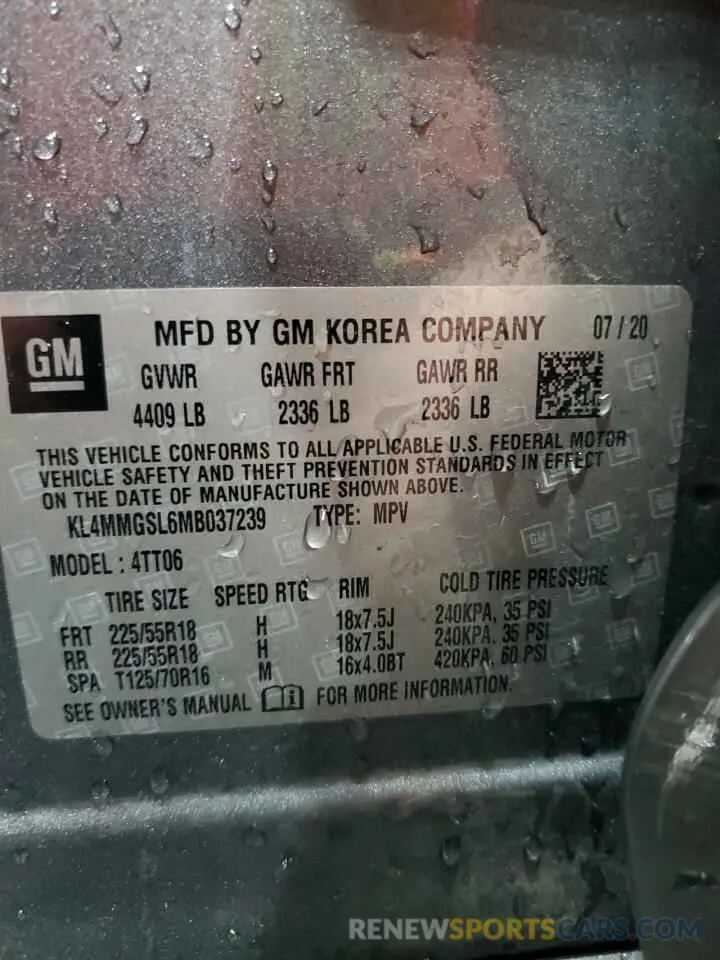 GM
MFD BY GM KOREA COMPANY 07/20
GVWR GAWR FRT GAWR RR
4409 LB 2336 LB 2336 LB
THIS VEHICLE CONFORMS TO ALL APPLICABLE U.S. FEDERAL MOTOR
VEHICLE SAFETY AND THEFT PREVENTION STANDARDS IN EFFECT
ON THE DATE OF MANUFACTURE SHOWN ABOVE.
KL4MMGSL6MB037239 TYPE: MPV
MODEL: 4TT06
TIRE SIZE SPEED RTG RIM COLD TIRE PRESSURE
FRT 225/55R18 H 18x7.5J 240KPA, 35 PSI
RR 225/55R18 H 18x7.5J 240KPA, 35 PSI
SPA T125/70R16 M 16x4.0BT 420KPA, 60 PSI
SEE OWNER'S MANUAL FOR MORE INFORMATION.
RENEWSPORTSCARS.COM